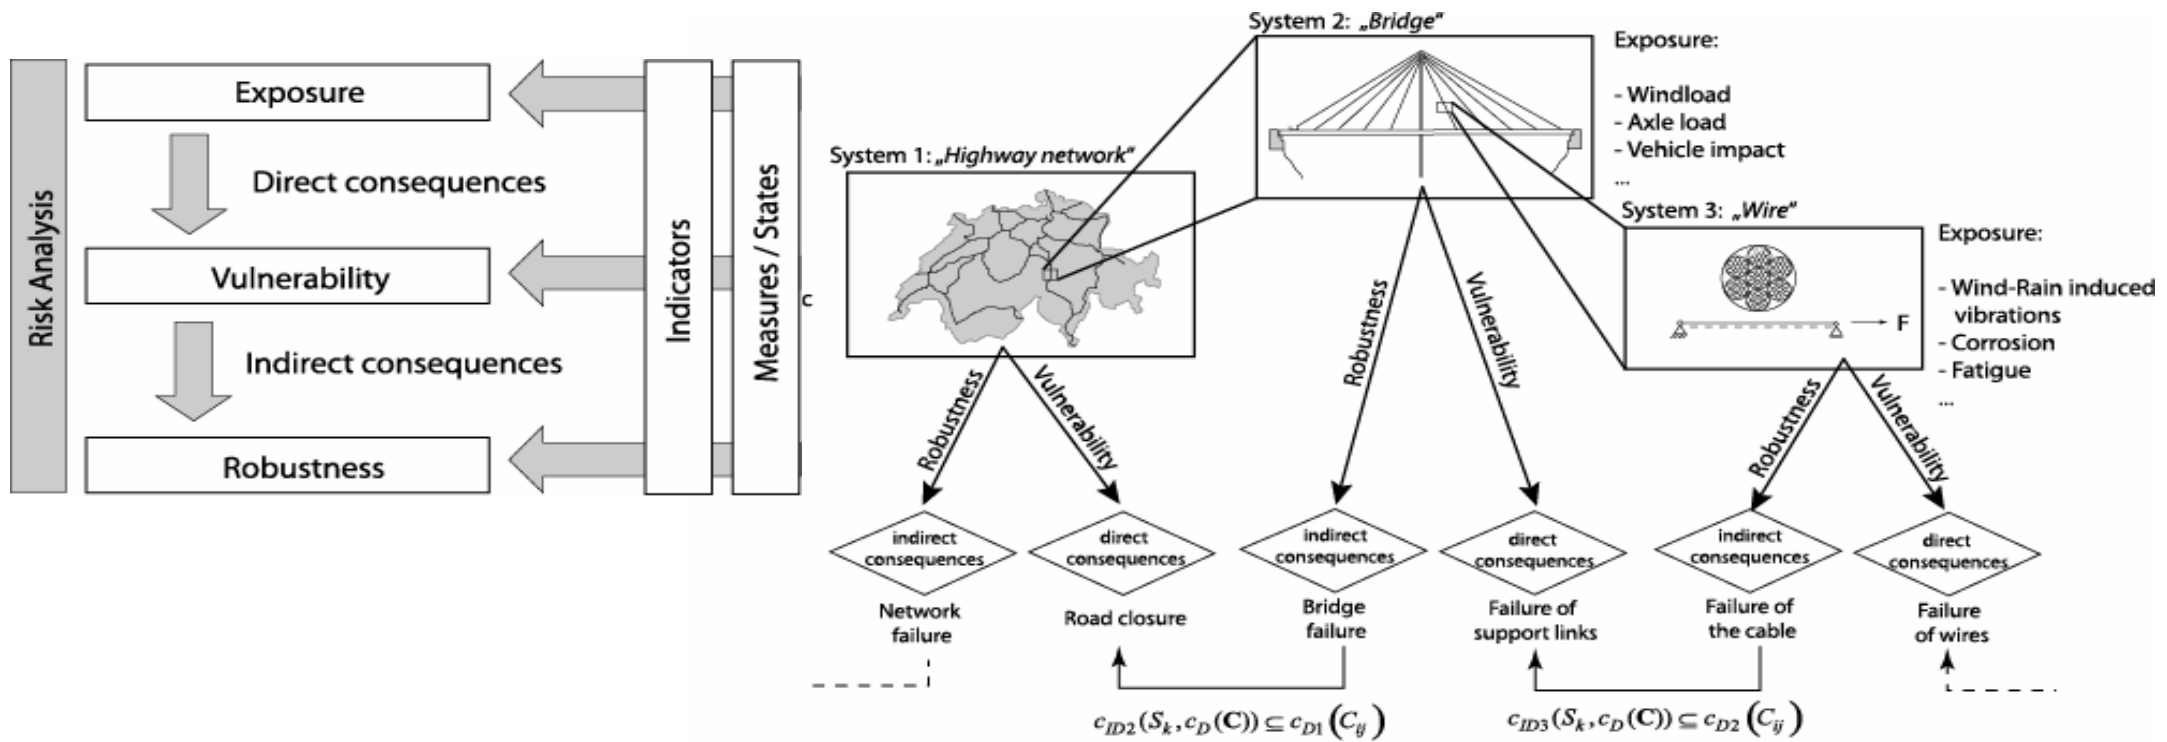 Risk Analysis
Exposure
Direct consequences
Vulnerability
Indirect consequences
Robustness
Indicators
Measures / States
c
System 1: „Highway network“
System 2: „Bridge“
Exposure:
- Windload
- Axle load
- Vehicle impact
...
System 3: „Wire“
F
Exposure:
- Wind-Rain induced
vibrations
- Corrosion
- Fatigue
...
Robustness
Vulnerability
Robustness
Vulnerability
Robustness
Vulnerability
indirect
consequences
Network
failure
direct
consequences
Road closure
indirect
consequences
Bridge
failure
direct
consequences
Failure of
support links
indirect
consequences
Failure of
the cable
direct
consequences
Failure
of wires
c_{ID2}(S_k, c_D(C)) ⊆ c_{D1}(C_{ij})
c_{ID3}(S_k, c_D(C)) ⊆ c_{D2}(C_{ij})